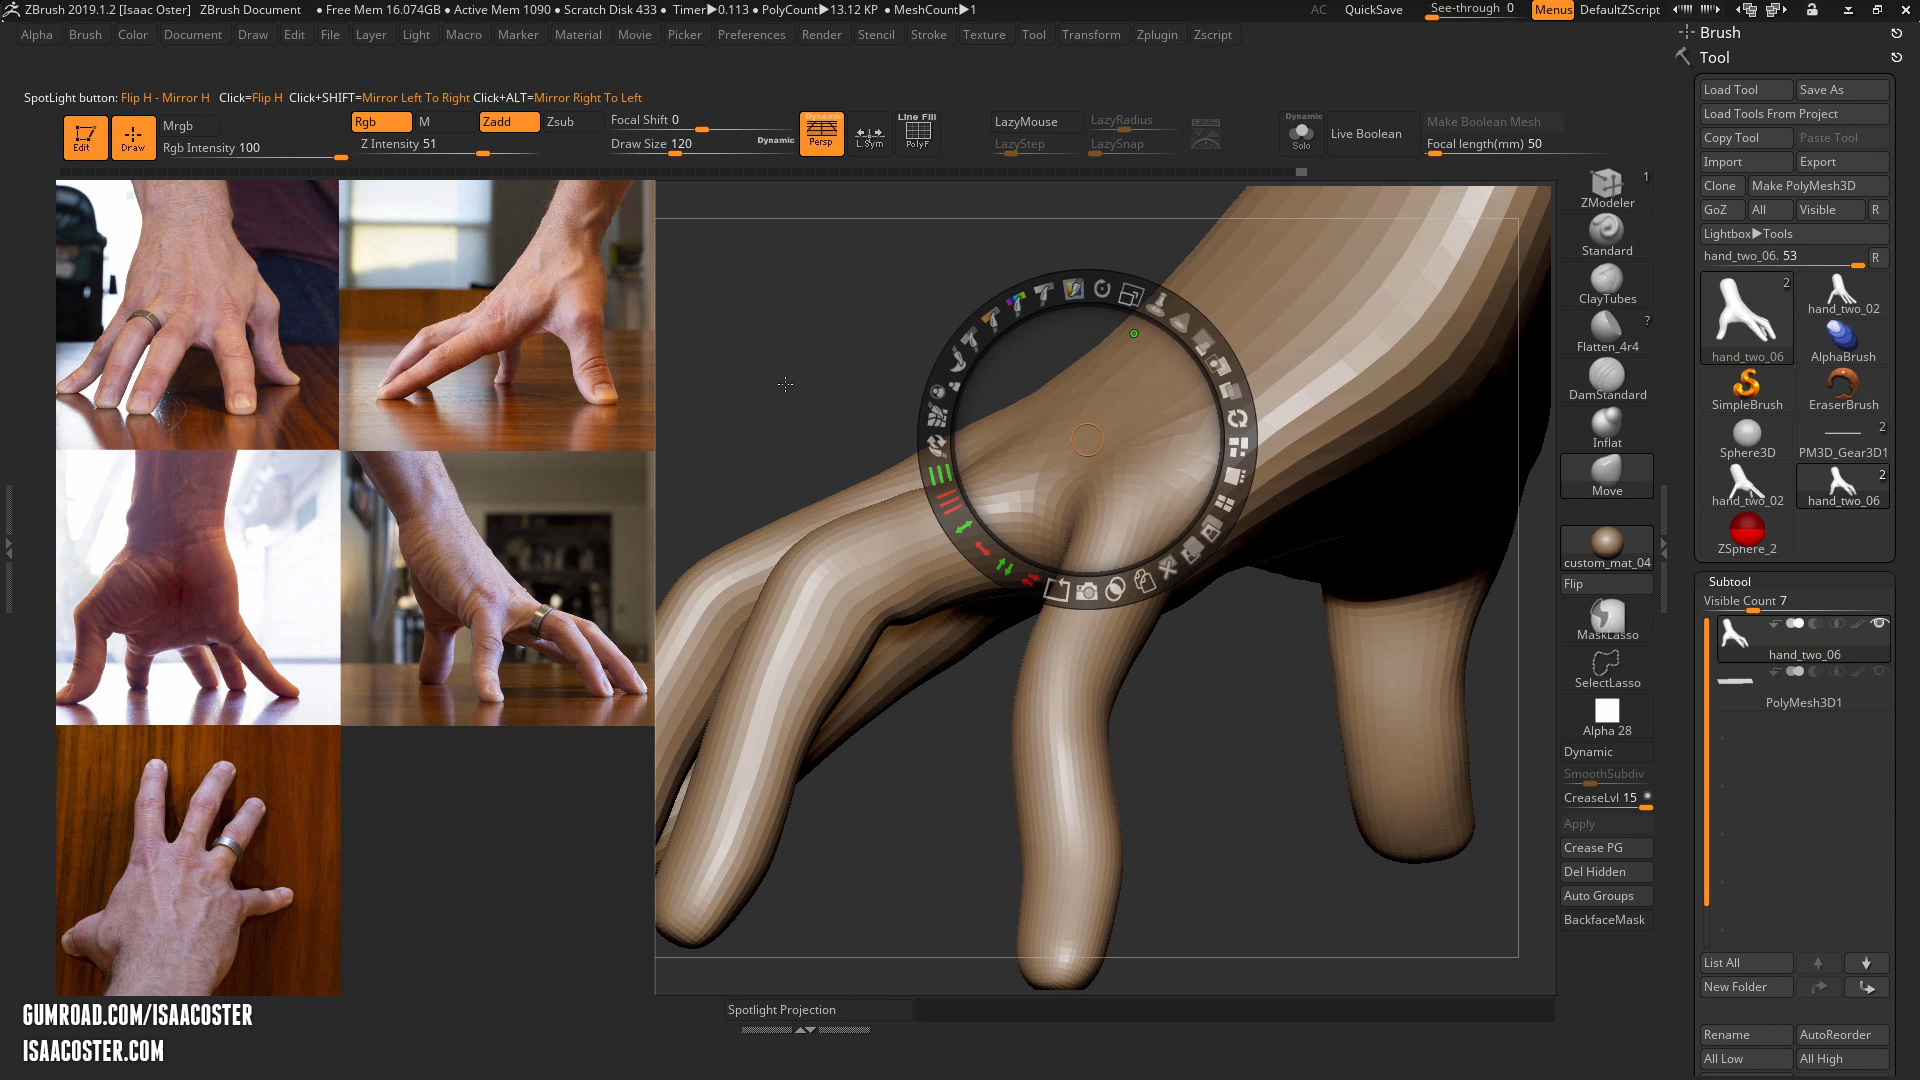 ZBrush 2019.1.2 [Isaac Oster] ZBrush Document • Free Mem 16.074GB • Active Mem 1090 • Scratch Disk 433 • Timer▶0.113 • PolyCount▶13.12 KP • MeshCount▶1 AC QuickSave See-through 0 Menus DefaultZScript
Alpha Brush Color Document Draw Edit File Layer Light Macro Marker Material Movie Picker Preferences Render Stencil Stroke Texture Tool Transform Zplugin Zscript
SpotLight button: Flip H - Mirror H Click=Flip H Click+SHIFT=Mirror Left To Right Click+ALT=Mirror Right To Left
Edit
Draw
Mrgb
Rgb Intensity 100
Rgb M Zadd Zsub
Z Intensity 51
Focal Shift 0
Draw Size 120
Dynamic
Dynamic
Persp
L.Sym
Line Fill
PolyF
LazyMouse LazyRadius
LazyStep LazySnap
Dynamic
Solo
Live Boolean
Make Boolean Mesh
Focal length(mm) 50
1
ZModeler
Standard
ClayTubes
?
Flatten_4r4
DamStandard
Inflat
Move
custom_mat_04
Flip
MaskLasso
SelectLasso
Alpha 28
Dynamic
SmoothSubdiv
CreaseLvl 15
Apply
Crease PG
Del Hidden
Auto Groups
BackfaceMask
Brush
Tool
Load Tool Save As
Load Tools From Project
Copy Tool Paste Tool
Import Export
Clone Make PolyMesh3D
GoZ All Visible R
Lightbox▶Tools
hand_two_06. 53 R
2
hand_two_06
hand_two_02
AlphaBrush
SimpleBrush EraserBrush
2
Sphere3D PM3D_Gear3D1
2
hand_two_02 hand_two_06
ZSphere_2
Subtool
Visible Count 7
hand_two_06
PolyMesh3D1
List All
New Folder
Rename AutoReorder
All Low All High
Spotlight Projection
GUMROAD.COM/ISAACOSTER
ISAACOSTER.COM